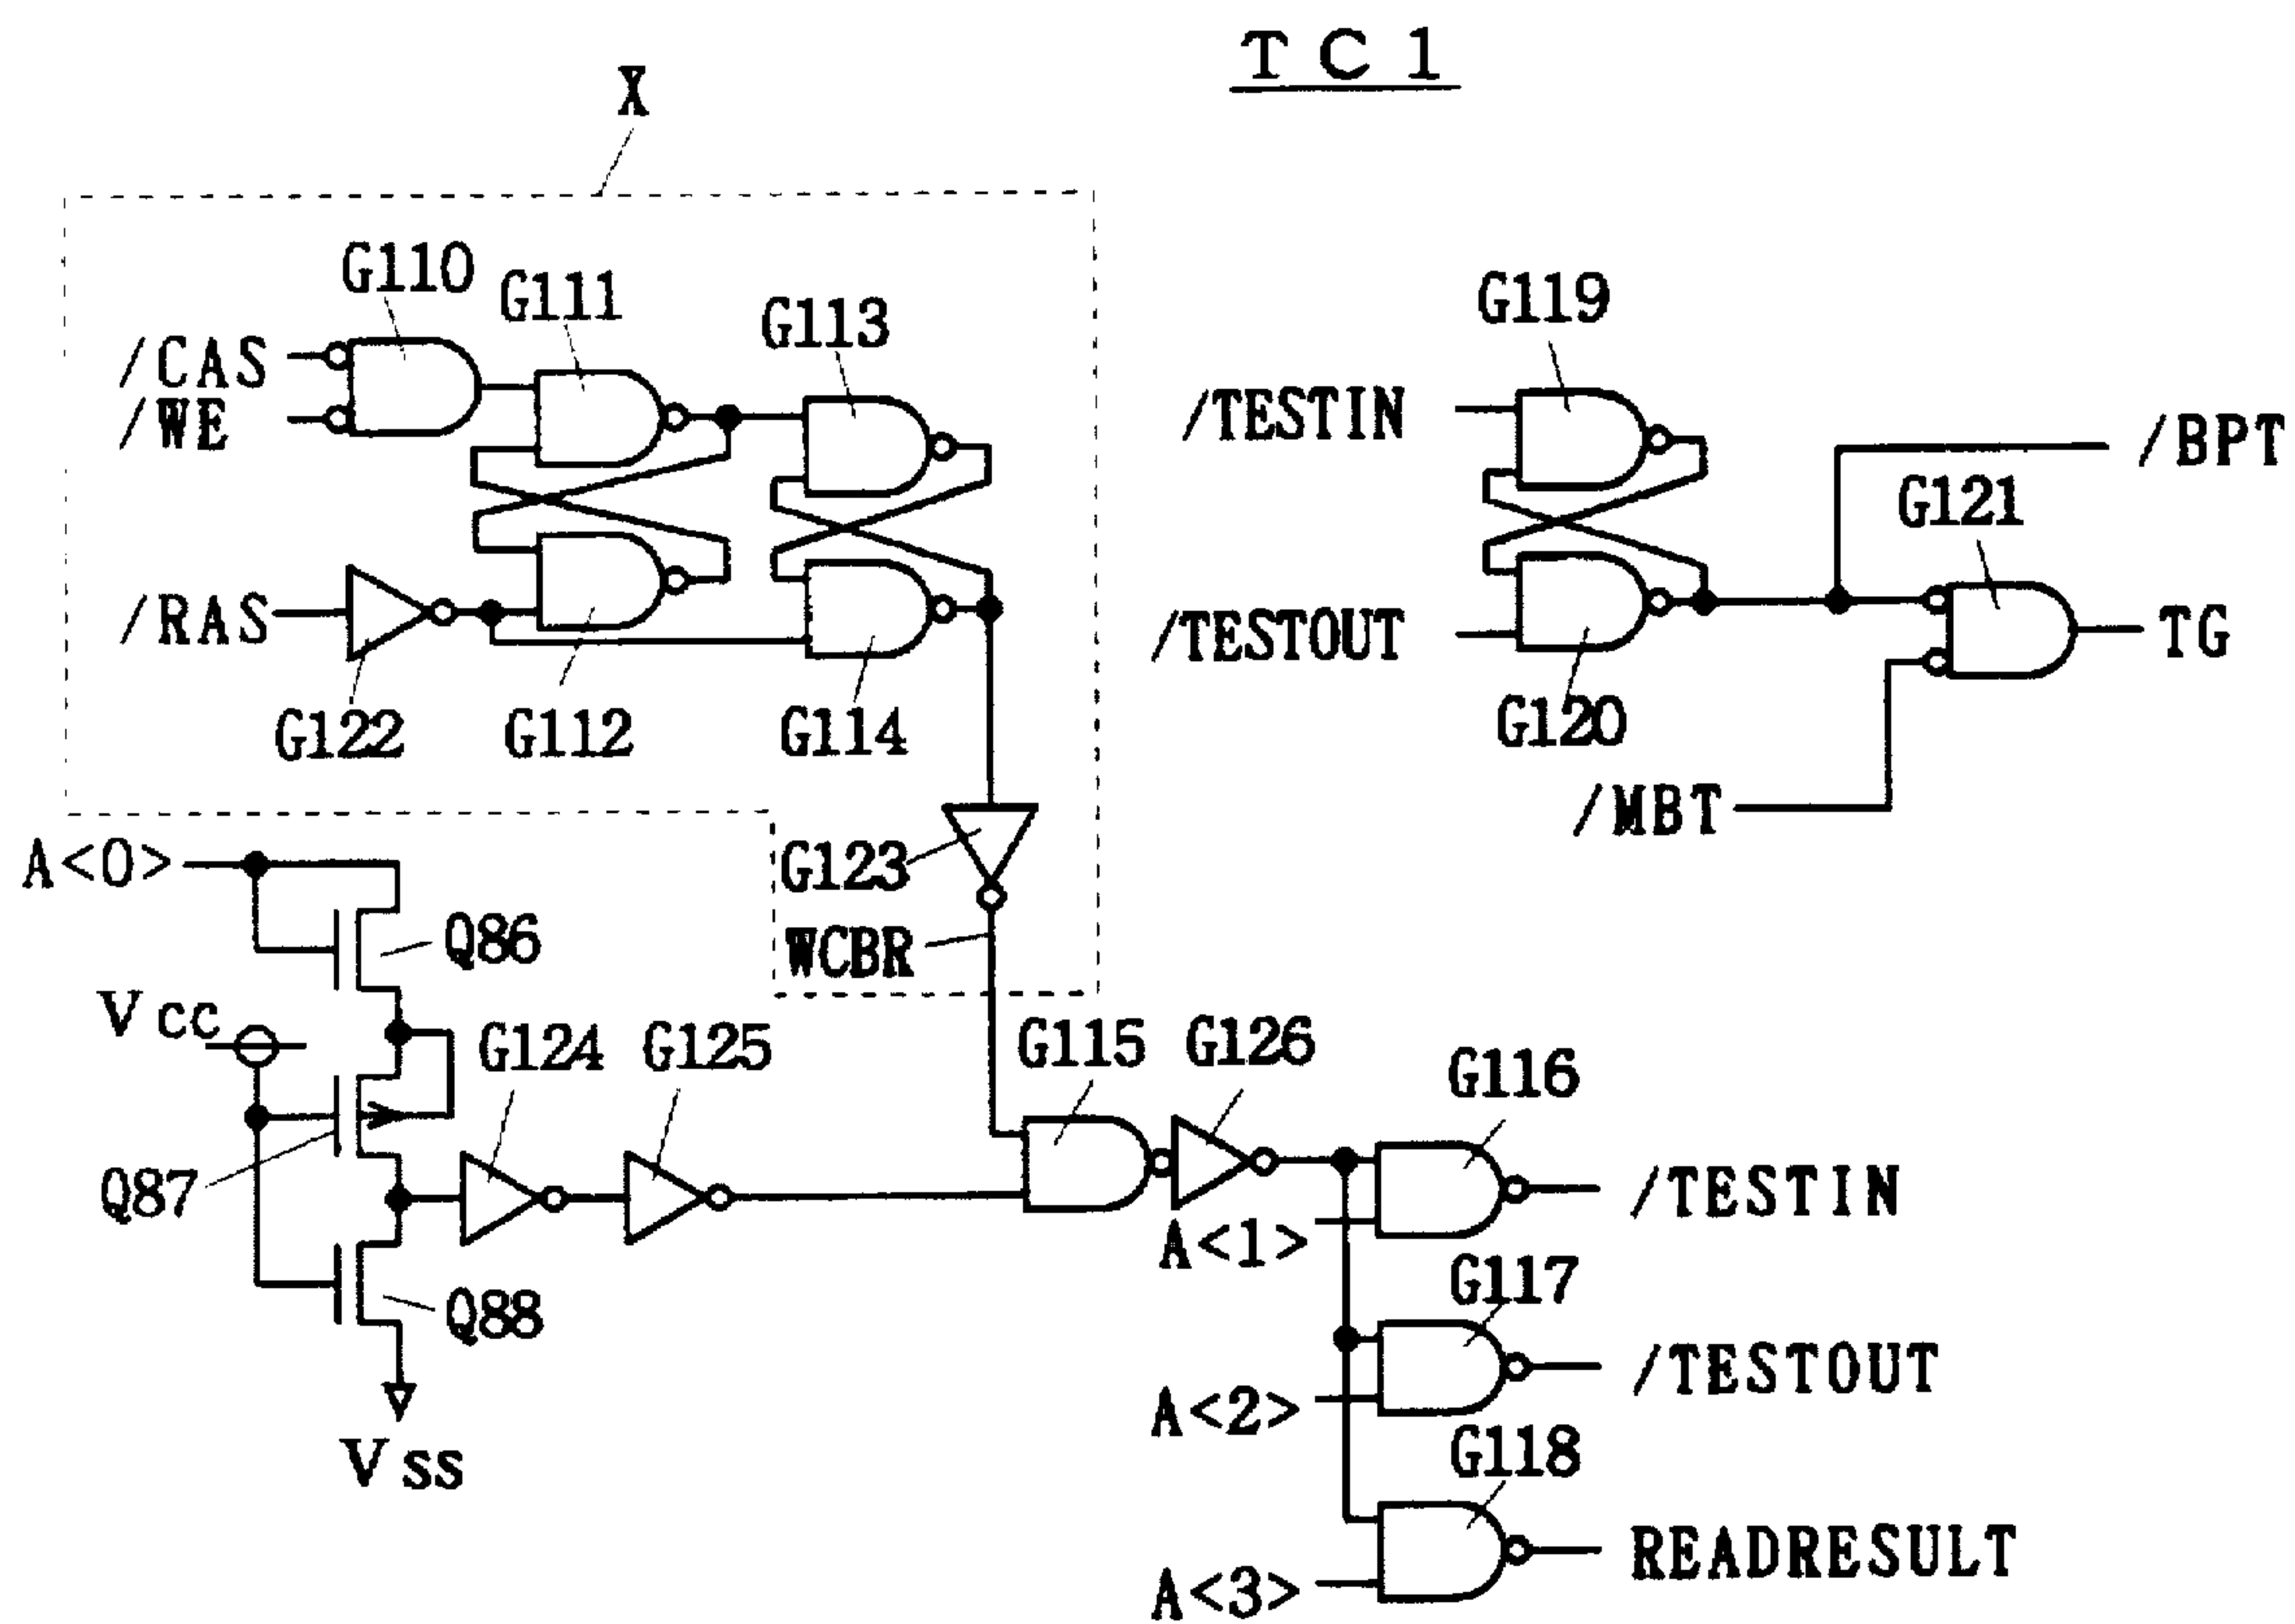 TC1
X
G110
G111
G113
/CAS
/WE
/RAS
G122
G112
G114
G119
/TESTIN
/BPT
G121
/TESTOUT
TG
G120
/MBT
A<0>
G123
Q86
WCBR
Vcc
G124
G125
G115
G126
G116
Q87
/TESTIN
A<1>
G117
Q88
/TESTOUT
A<2>
Vss
G118
READRESULT
A<3>